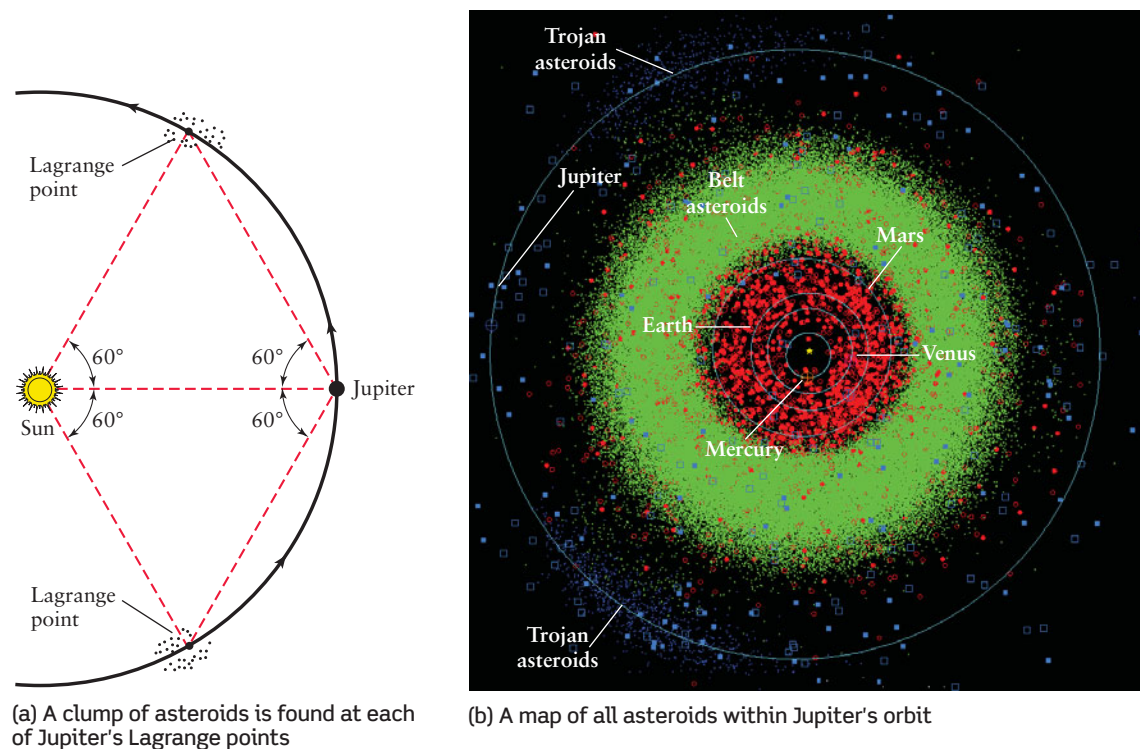 Lagrange
point
60°
60°
Jupiter
60°
60°
Sun
Lagrange
point
(a) A clump of asteroids is found at each
of Jupiter's Lagrange points
Trojan
asteroids
Jupiter
Belt
asteroids
Mars
Earth
Venus
Mercury
Trojan
asteroids
(b) A map of all asteroids within Jupiter's orbit